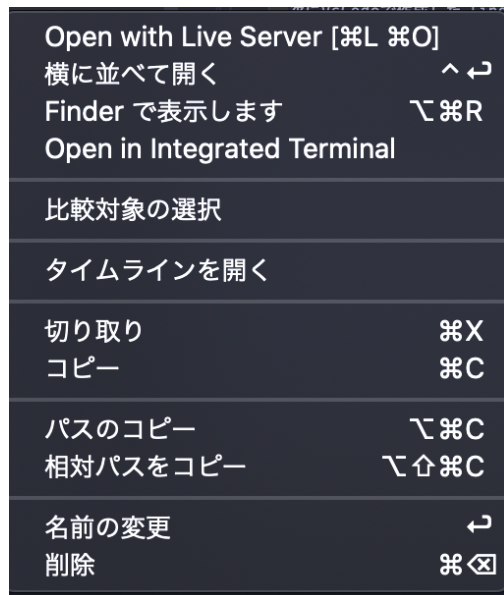 Open with Live Server [⌘L ⌘O]
横に並べて開く ^⏎
Finder で表示します ⌥⌘R
Open in Integrated Terminal
比較対象の選択
タイムラインを開く
切り取り ⌘X
コピー ⌘C
パスのコピー ⌥⌘C
相対パスをコピー ⌥⇧⌘C
名前の変更 ⏎
削除 ⌘⌫